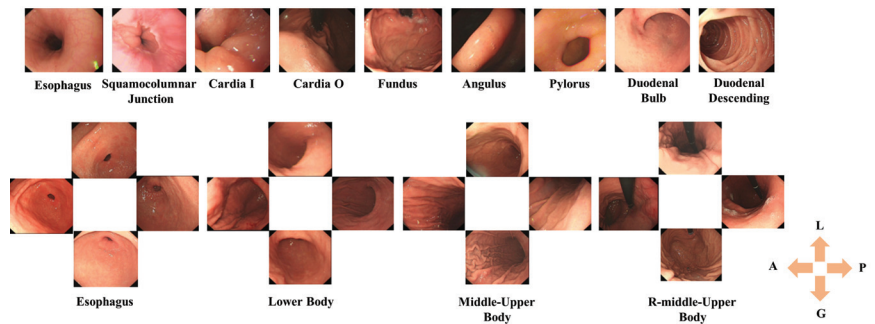 Esophagus
Squamocolumnar
Junction
Cardia I
Cardia O
Fundus
Angulus
Pylorus
Duodenal
Bulb
Duodenal
Descending
Esophagus
Lower Body
Middle-Upper
Body
R-middle-Upper
Body
L
A
P
G